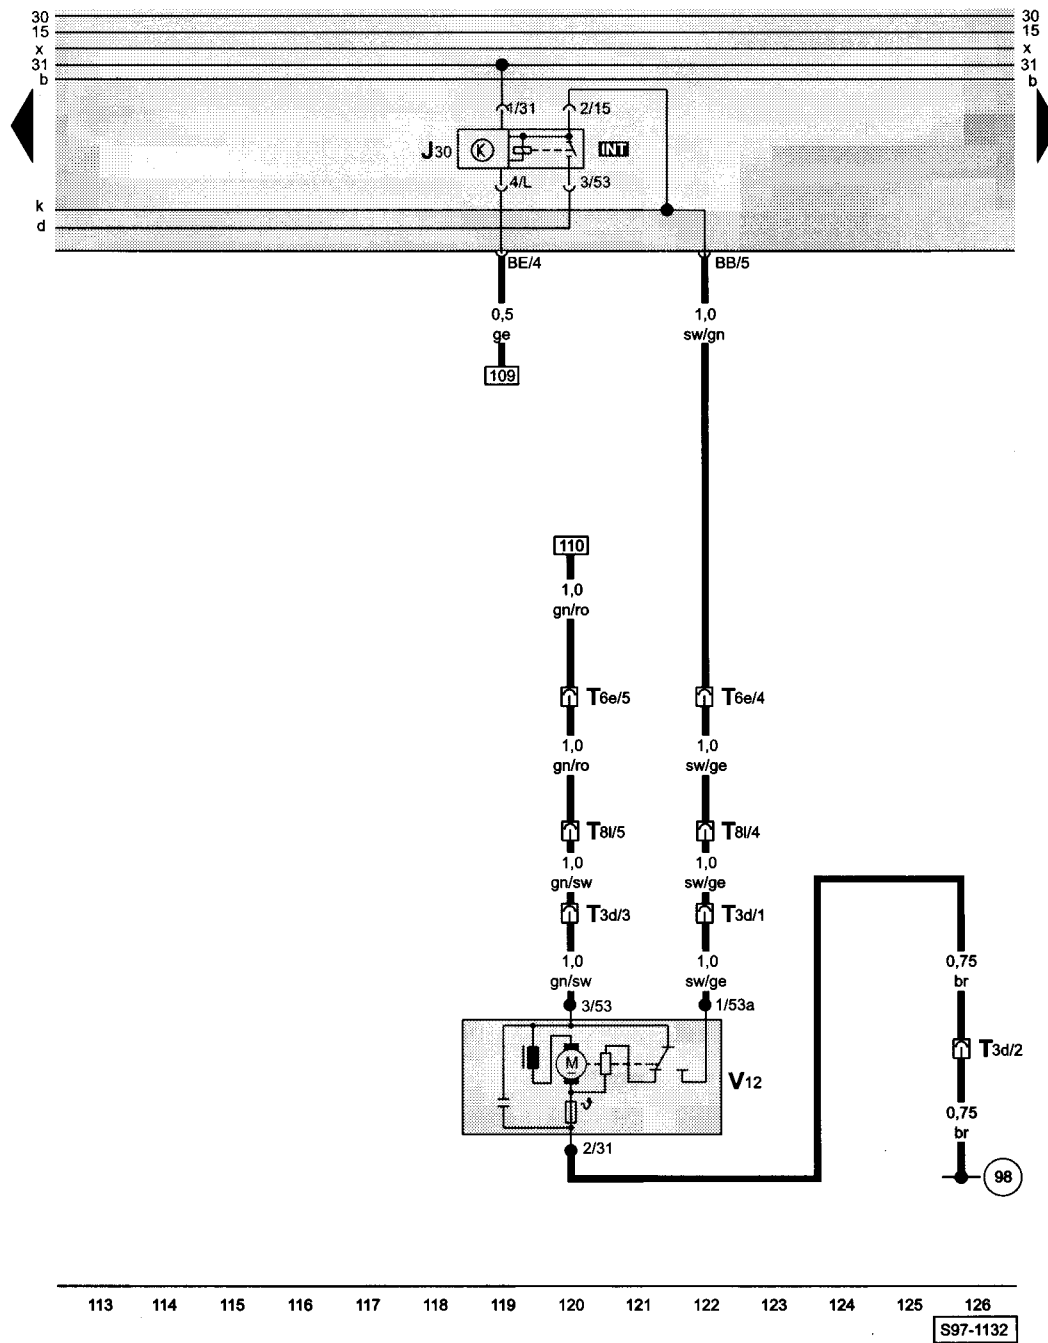 30 30
15 15
x x
31 31
b b
1/31 2/15
J30 K INT
4/L 3/53
k
d
BE/4 BB/5
0,5 1,0
ge sw/gn
109
110
1,0
gn/ro
T6e/5 T6e/4
1,0 1,0
gn/ro sw/ge
T8l/5 T8l/4
1,0 1,0
gn/sw sw/ge
T3d/3 T3d/1
1,0 1,0 0,75
gn/sw sw/ge br
3/53 1/53a
T3d/2
M
V12
ϑ
0,75
br
2/31
98
113 114 115 116 117 118 119 120 121 122 123 124 125 126
S97-1132